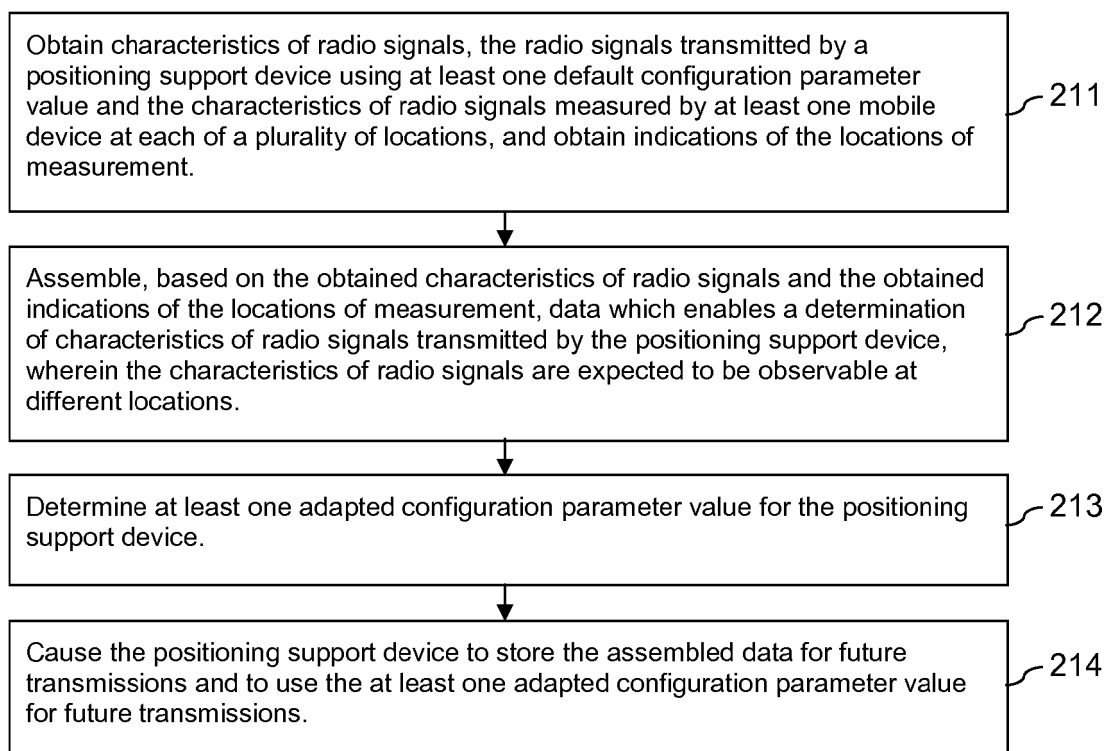 Obtain characteristics of radio signals, the radio signals transmitted by a
positioning support device using at least one default configuration parameter
value and the characteristics of radio signals measured by at least one mobile
device at each of a plurality of locations, and obtain indications of the locations of
measurement.
211
Assemble, based on the obtained characteristics of radio signals and the obtained
indications of the locations of measurement, data which enables a determination
of characteristics of radio signals transmitted by the positioning support device,
wherein the characteristics of radio signals are expected to be observable at
different locations.
212
Determine at least one adapted configuration parameter value for the positioning
support device.
213
Cause the positioning support device to store the assembled data for future
transmissions and to use the at least one adapted configuration parameter value
for future transmissions.
214